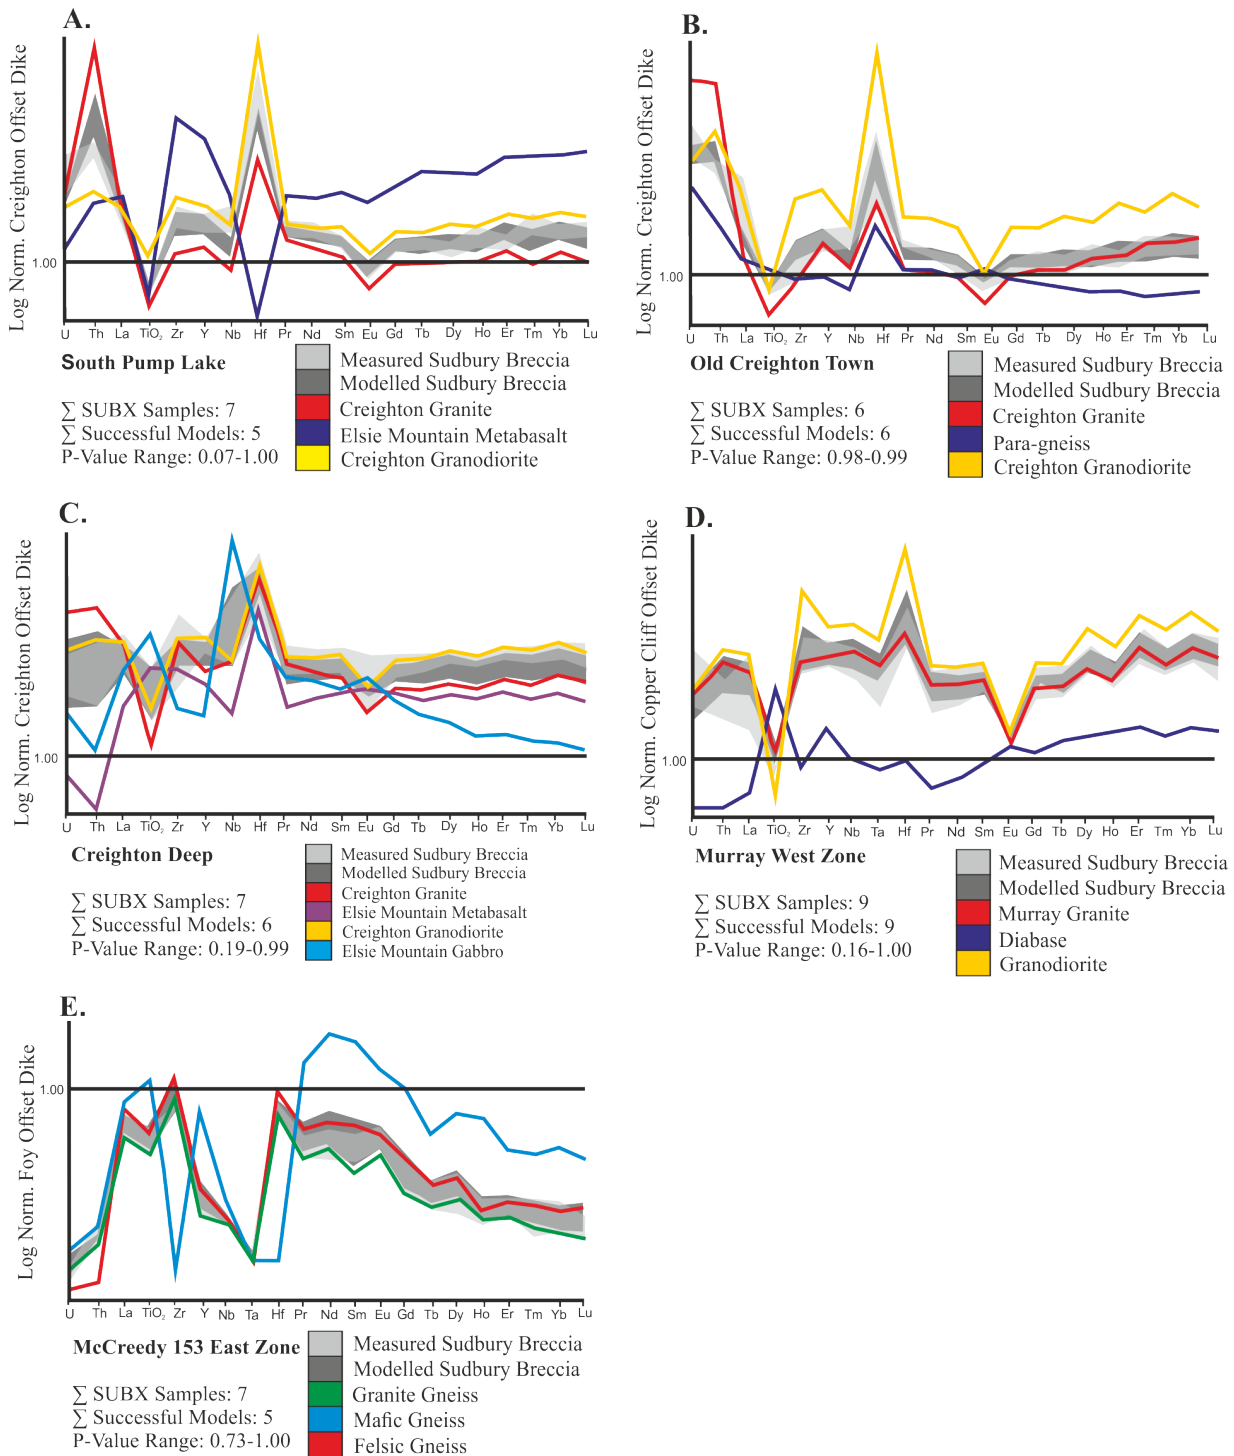 A.
Log Norm. Creighton Offset Dike
1.00
U Th La TiO₂ Zr Y Nb Hf Pr Nd Sm Eu Gd Tb Dy Ho Er Tm Yb Lu
South Pump Lake
∑ SUBX Samples: 7
∑ Successful Models: 5
P-Value Range: 0.07-1.00
Measured Sudbury Breccia
Modelled Sudbury Breccia
Creighton Granite
Elsie Mountain Metabasalt
Creighton Granodiorite
B.
Log Norm. Creighton Offset Dike
1.00
U Th La TiO₂ Zr Y Nb Hf Pr Nd Sm Eu Gd Tb Dy Ho Er Tm Yb Lu
Old Creighton Town
∑ SUBX Samples: 6
∑ Successful Models: 6
P-Value Range: 0.98-0.99
Measured Sudbury Breccia
Modelled Sudbury Breccia
Creighton Granite
Para-gneiss
Creighton Granodiorite
C.
Log Norm. Creighton Offset Dike
1.00
U Th La TiO₂ Zr Y Nb Hf Pr Nd Sm Eu Gd Tb Dy Ho Er Tm Yb Lu
Creighton Deep
∑ SUBX Samples: 7
∑ Successful Models: 6
P-Value Range: 0.19-0.99
Measured Sudbury Breccia
Modelled Sudbury Breccia
Creighton Granite
Elsie Mountain Metabasalt
Creighton Granodiorite
Elsie Mountain Gabbro
D.
Log Norm. Copper Cliff Offset Dike
1.00
U Th La TiO₂ Zr Y Nb Ta Hf Pr Nd Sm Eu Gd Tb Dy Ho Er Tm Yb Lu
Murray West Zone
∑ SUBX Samples: 9
∑ Successful Models: 9
P-Value Range: 0.16-1.00
Measured Sudbury Breccia
Modelled Sudbury Breccia
Murray Granite
Diabase
Granodiorite
E.
Log Norm. Foy Offset Dike
1.00
U Th La TiO₂ Zr Y Nb Ta Hf Pr Nd Sm Eu Gd Tb Dy Ho Er Tm Yb Lu
McCreedy 153 East Zone
∑ SUBX Samples: 7
∑ Successful Models: 5
P-Value Range: 0.73-1.00
Measured Sudbury Breccia
Modelled Sudbury Breccia
Granite Gneiss
Mafic Gneiss
Felsic Gneiss